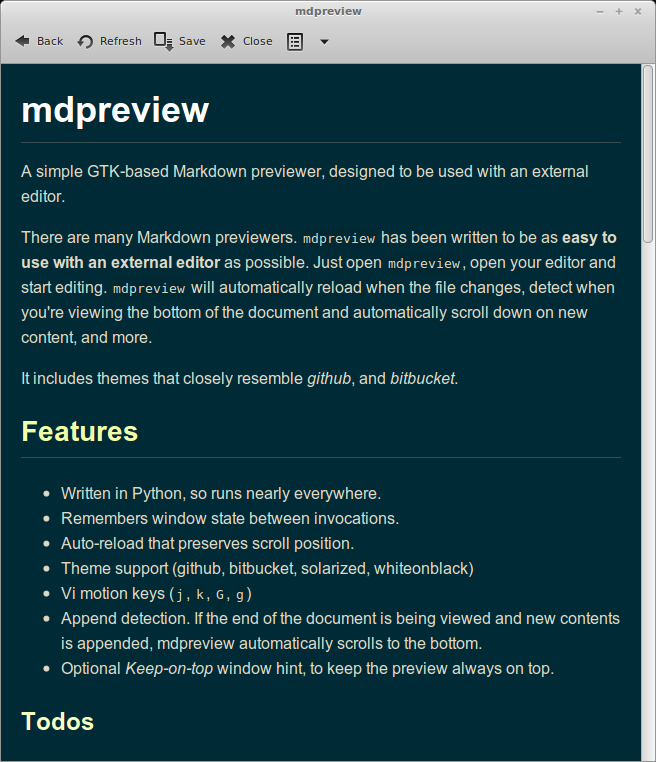 mdpreview
Back Refresh Save Close
mdpreview
A simple GTK-based Markdown previewer, designed to be used with an external
editor.
There are many Markdown previewers. mdpreview has been written to be as easy to
use with an external editor as possible. Just open mdpreview, open your editor and
start editing. mdpreview will automatically reload when the file changes, detect when
you're viewing the bottom of the document and automatically scroll down on new
content, and more.
It includes themes that closely resemble github, and bitbucket.
Features
• Written in Python, so runs nearly everywhere.
• Remembers window state between invocations.
• Auto-reload that preserves scroll position.
• Theme support (github, bitbucket, solarized, whiteonblack)
• Vi motion keys (j, k, G, g)
• Append detection. If the end of the document is being viewed and new contents
is appended, mdpreview automatically scrolls to the bottom.
• Optional Keep-on-top window hint, to keep the preview always on top.
Todos